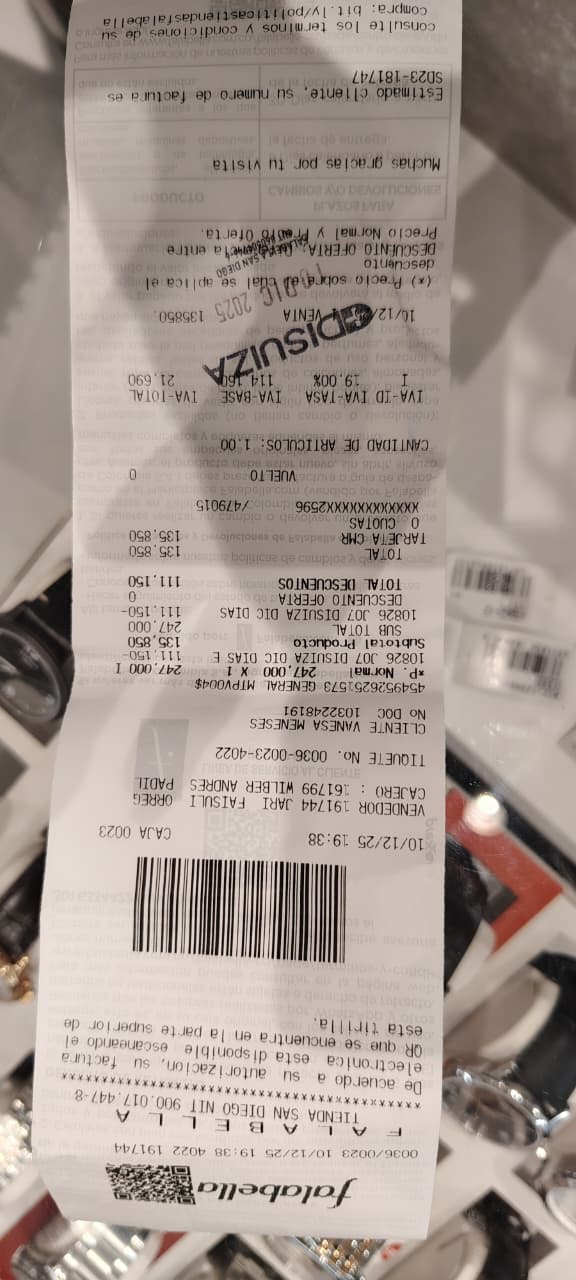 falabella
0036/0023 10/12/25 19:38 4022 191744
F A L A B E L L A
TIENDA SAN DIEGO NIT 900.017.447-8
De acuerdo a su autorizacion, su factura
electronica esta disponible escaneando el
QR que se encuentra en la parte superior de
esta tirilla.
10/12/25 19:38 CAJA 0023
VENDEDOR 191744 JARI FAISULI ORREG
CAJERO : 161799 WILBER ANDRES PADIL
TIQUETE No. 0036-0023-4022
CLIENTE VANESA MENESES
No DOC 1032248191
4549526251573 GENERAL MTPV004$
*P. Normal 247.000 X 1 247.000 I
10826 J07 DISUIZA DIC DIAS E 111.150-
Subtotal Producto 135.850
SUB TOTAL 247.000
10826 J07 DISUIZA DIC DIAS 111.150-
DESCUENTO OFERTA 0
TOTAL DESCUENTOS 111.150
TOTAL 135.850
TARJETA CMR 135.850
0 CUOTAS
XXXXXXXXXXXX2596 /479015
VUELTO 0
CANTIDAD DE ARTICULOS: 1.00
IVA-ID IVA-TASA IVA-BASE IVA-TOTAL
I 19.00% 114.160 21.690
DISUIZA
10/12/ VENTA 135850.
10 DIC 2025
(*) Precio sobre el cual se aplica el
descuento
DESCUENTO OFERTA: Diferencia entre
Precio Normal y Precio Oferta.
FALABELLA SAN DIEGO
Muchas gracias por tu visita
Estimado cliente, su numero de factura es
SD23-181747
consulte los terminos y condiciones de su
compra: bit.ly/politicastiendasfalabella